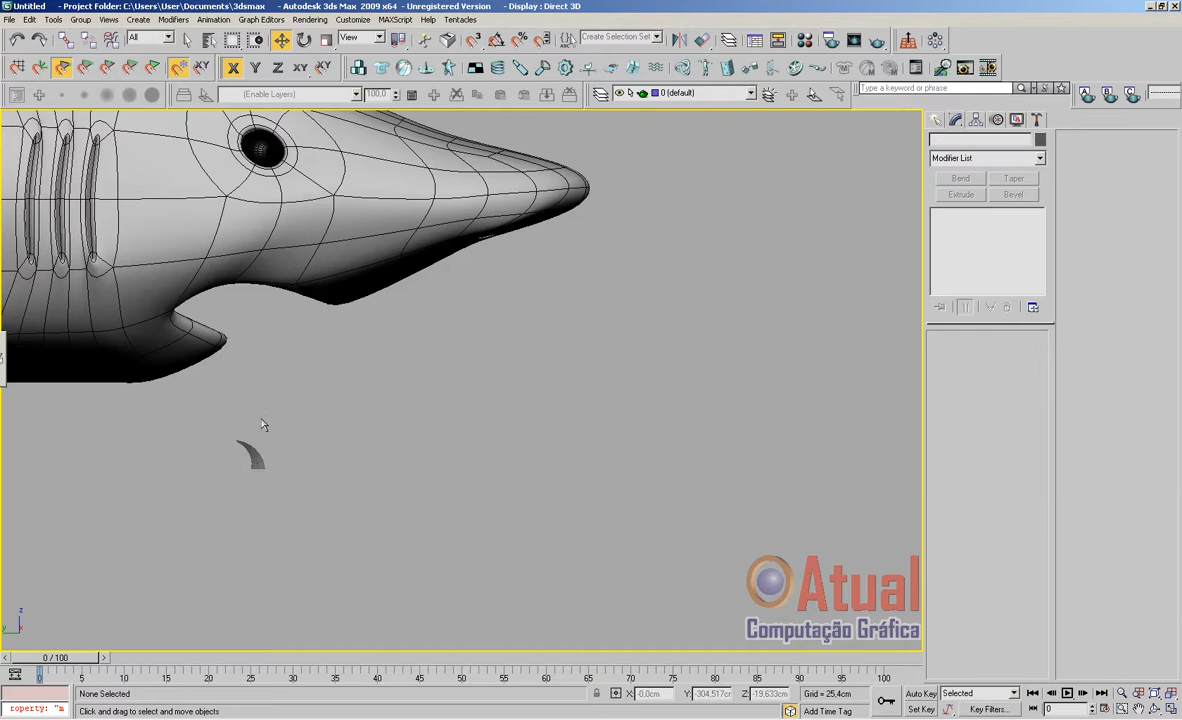 Untitled - Project Folder: C:\Users\User\Documents\3dsmax - Autodesk 3ds Max 2009 x64 - Unregistered Version - Display : Direct 3D
File Edit Tools Group Views Create Modifiers Animation Graph Editors Rendering Customize MAXScript Help Tentacles
All View Create Selection Set
X Y Z XY XY
(Enable Layers) 100,0 0 (default) Type a keyword or phrase A B C
Modifier List
Bend Taper
Extrude Bevel
Atual
Computação Gráfica
z
y x
0 / 100
0 5 10 15 20 25 30 35 40 45 50 55 60 65 70 75 80 85 90 95 100
None Selected X: -0,0cm Y: -304,517cm Z: -19,633cm Grid = 25,4cm Auto Key Selected
roperty: "m Click and drag to select and move objects Add Time Tag Set Key Key Filters... 0